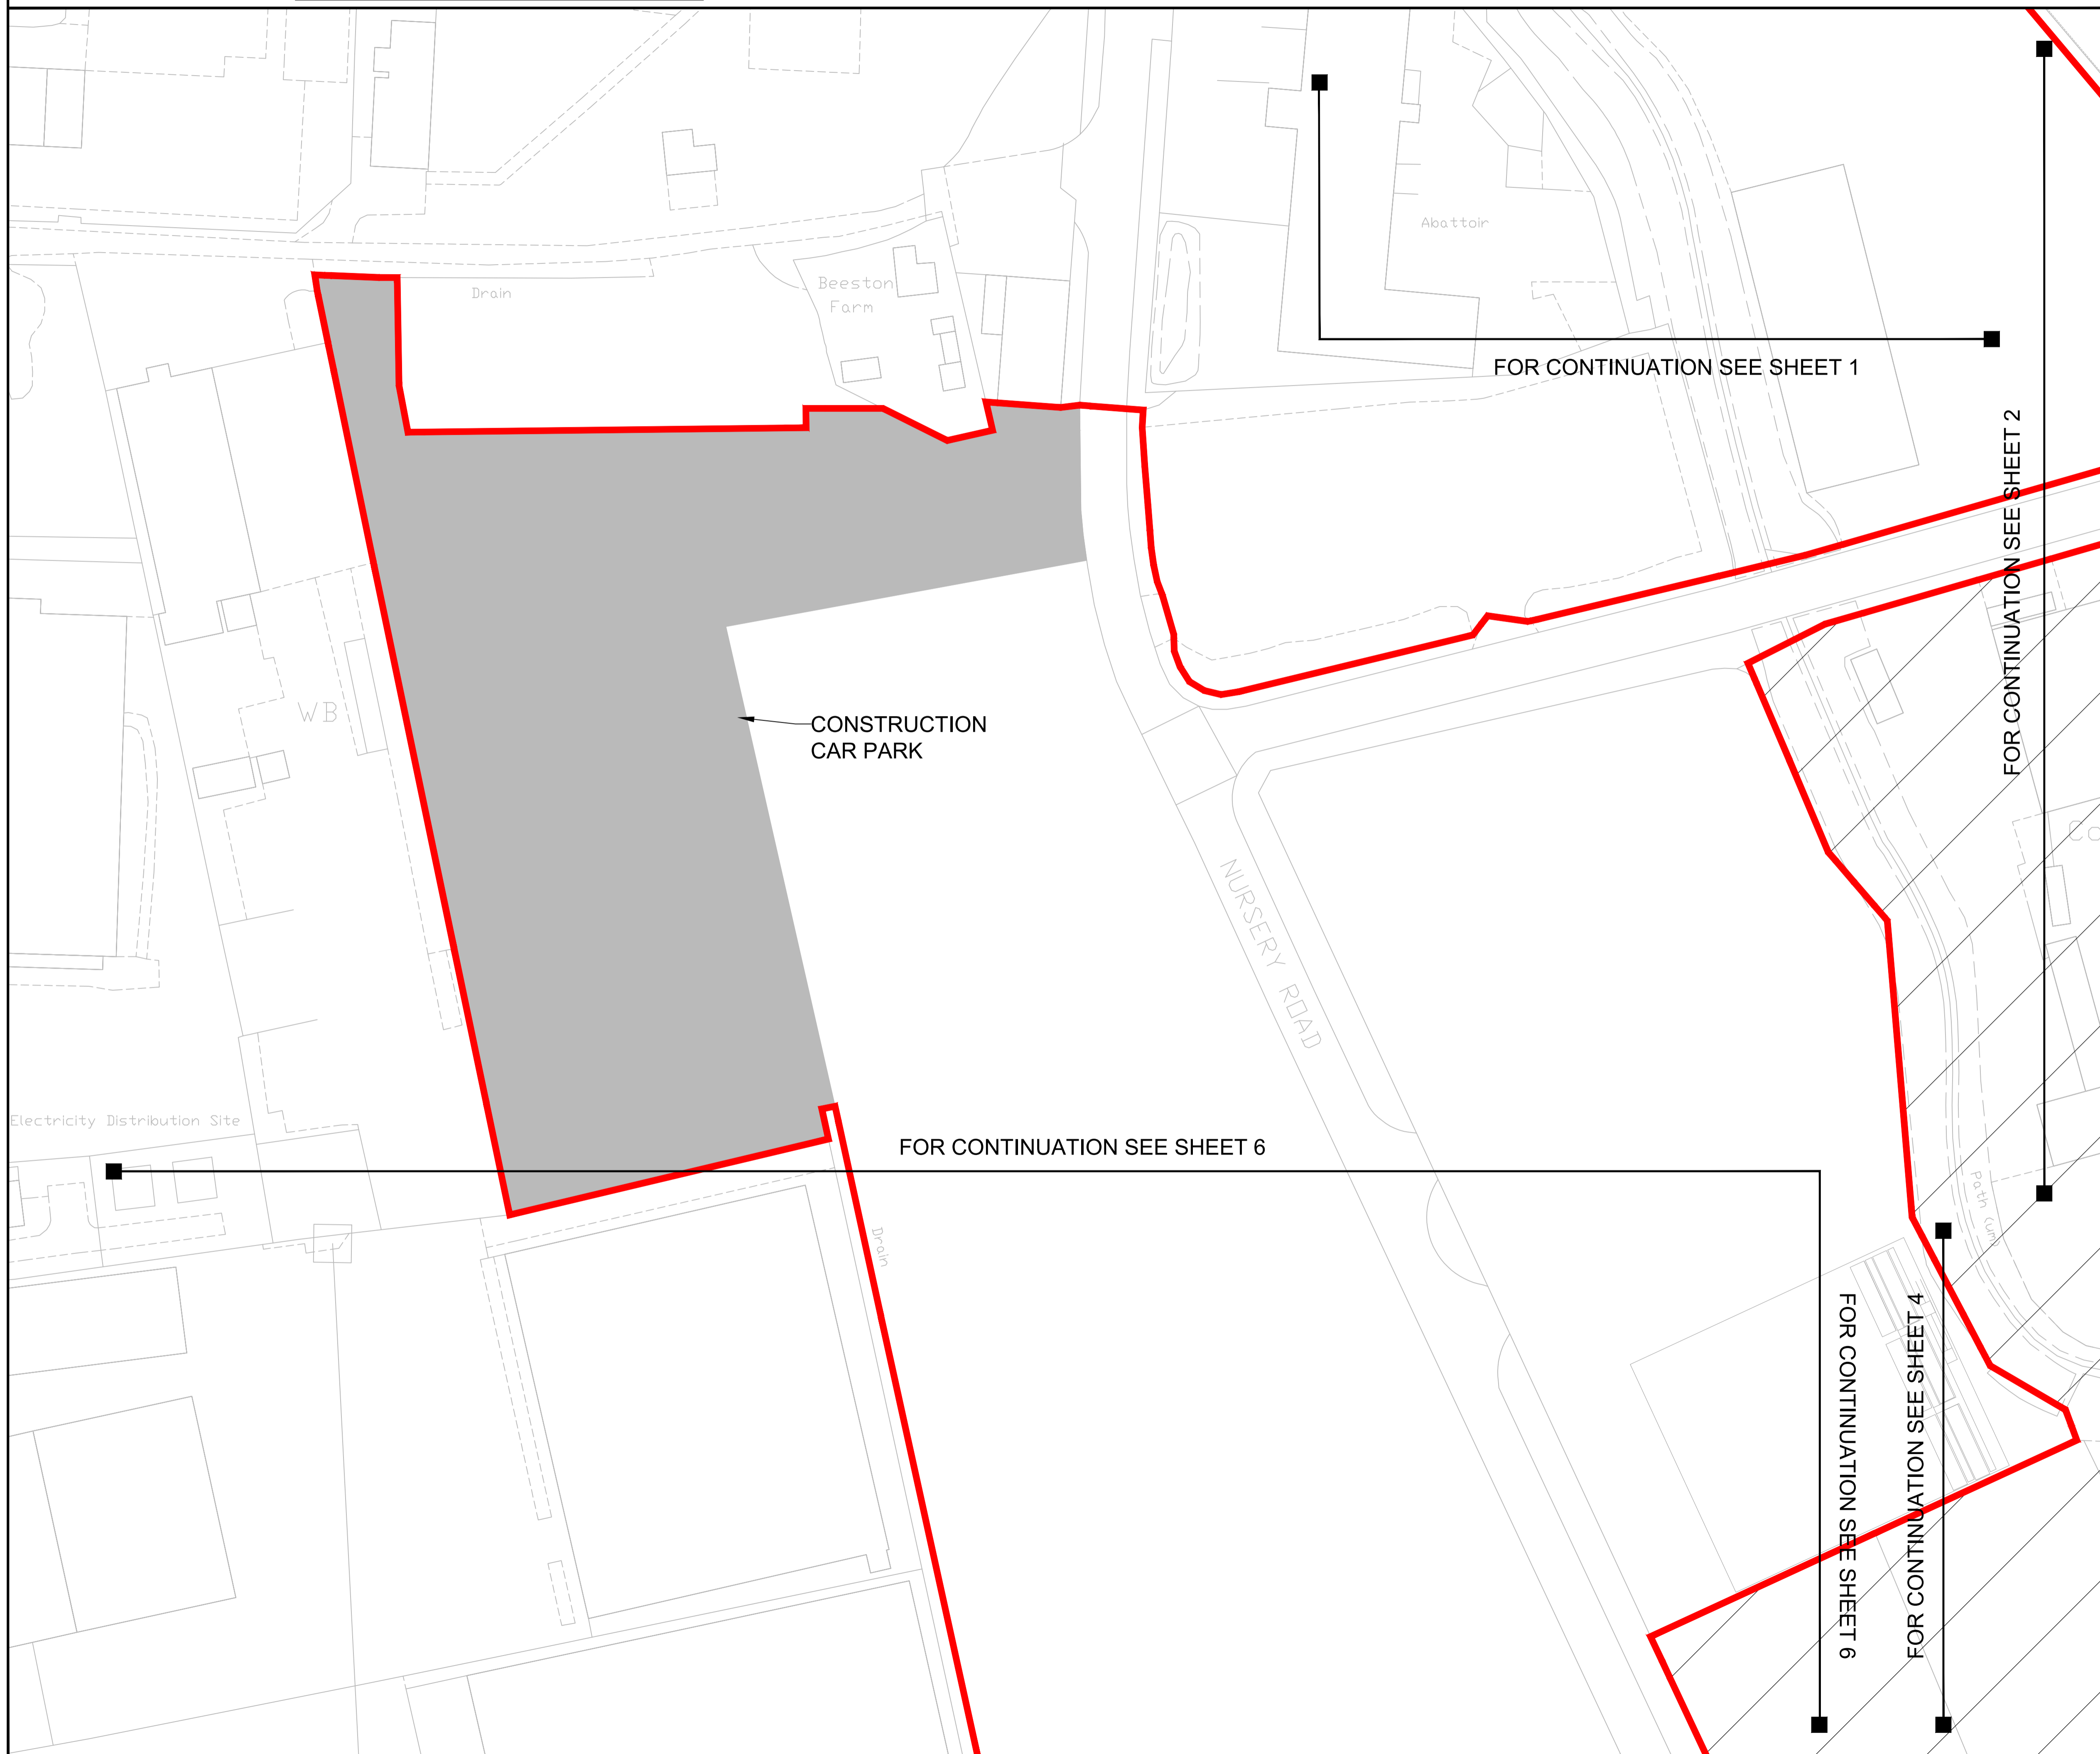 Abattoir
Beeston
Farm
Drain
FOR CONTINUATION SEE SHEET 1
FOR CONTINUATION SEE SHEET 2
WB
CONSTRUCTION
CAR PARK
Co
NURSERY ROAD
Electricity Distribution Site
FOR CONTINUATION SEE SHEET 6
Path (um)
Drain
FOR CONTINUATION SEE SHEET 6
FOR CONTINUATION SEE SHEET 4